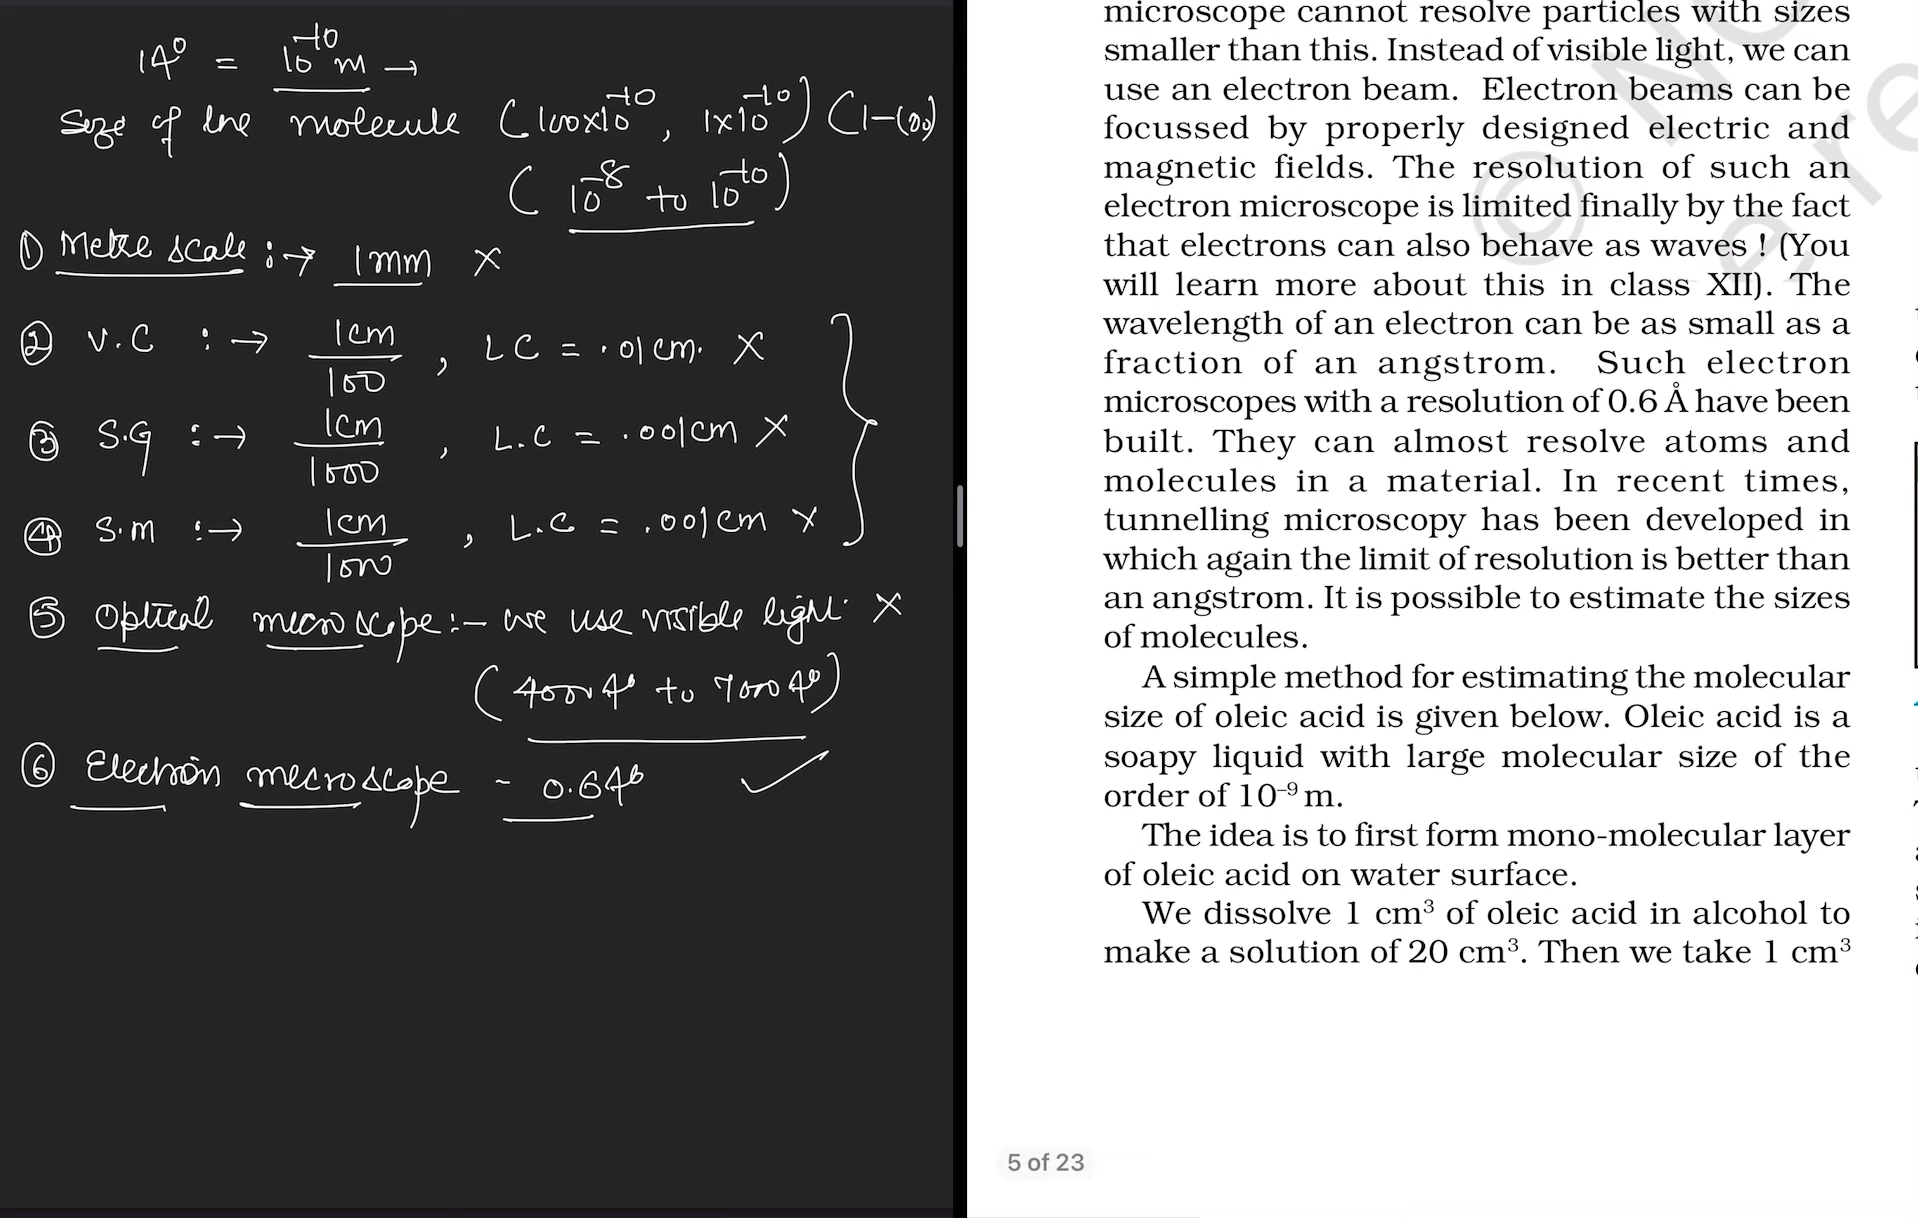 1A° = 10⁻¹⁰ m →
Size of the molecule (100×10⁻¹⁰, 1×10⁻¹⁰) (1-100)
(10⁻⁸ to 10⁻¹⁰)
① Metre scale :→ 1mm ×
② V.C :→ 1cm/100 , LC = .01cm. ×
③ S.G :→ 1cm/1000 , L.C = .001cm ×
④ S.M :→ 1cm/1000 , L.C = .001cm ×
⑤ Optical microscope:- we use visible light. ×
(4000A° to 7000A°)
⑥ Electron microscope - 0.6A° ✓
microscope cannot resolve particles with sizes
smaller than this. Instead of visible light, we can
use an electron beam. Electron beams can be
focussed by properly designed electric and
magnetic fields. The resolution of such an
electron microscope is limited finally by the fact
that electrons can also behave as waves ! (You
will learn more about this in class XII). The
wavelength of an electron can be as small as a
fraction of an angstrom. Such electron
microscopes with a resolution of 0.6 Å have been
built. They can almost resolve atoms and
molecules in a material. In recent times,
tunnelling microscopy has been developed in
which again the limit of resolution is better than
an angstrom. It is possible to estimate the sizes
of molecules.
A simple method for estimating the molecular
size of oleic acid is given below. Oleic acid is a
soapy liquid with large molecular size of the
order of 10⁻⁹ m.
The idea is to first form mono-molecular layer
of oleic acid on water surface.
We dissolve 1 cm³ of oleic acid in alcohol to
make a solution of 20 cm³. Then we take 1 cm³
5 of 23